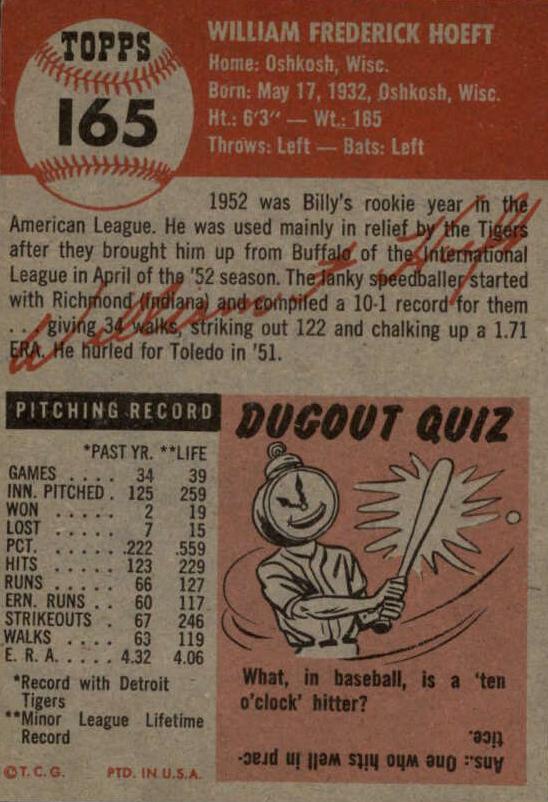 TOPPS
165
WILLIAM FREDERICK HOEFT
Home: Oshkosh, Wisc.
Born: May 17, 1932, Oshkosh, Wisc.
Ht.: 6'3" — Wt.: 185
Throws: Left — Bats: Left
1952 was Billy's rookie year in the
American League. He was used mainly in relief by the Tigers
after they brought him up from Buffalo of the International
League in April of the '52 season. The lanky speedballer started
with Richmond (Indiana) and compiled a 10-1 record for them
. . . giving 34 walks, striking out 122 and chalking up a 1.71
ERA. He hurled for Toledo in '51.
William F Hoeft
PITCHING RECORD
*PAST YR. **LIFE
GAMES . . . . 34 39
INN. PITCHED . 125 259
WON . . . . . 2 19
LOST . . . . . 7 15
PCT. . . . . . .222 .559
HITS . . . . . 123 229
RUNS . . . . . 66 127
ERN. RUNS . . 60 117
STRIKEOUTS . 67 246
WALKS . . . . 63 119
E. R. A. . . . . 4.32 4.06
*Record with Detroit
Tigers
**Minor League Lifetime
Record
©T.C.G. PTD. IN U.S.A.
DUGOUT QUIZ
What, in baseball, is a 'ten
o'clock' hitter?
Ans.: One who hits well in prac-
tice.